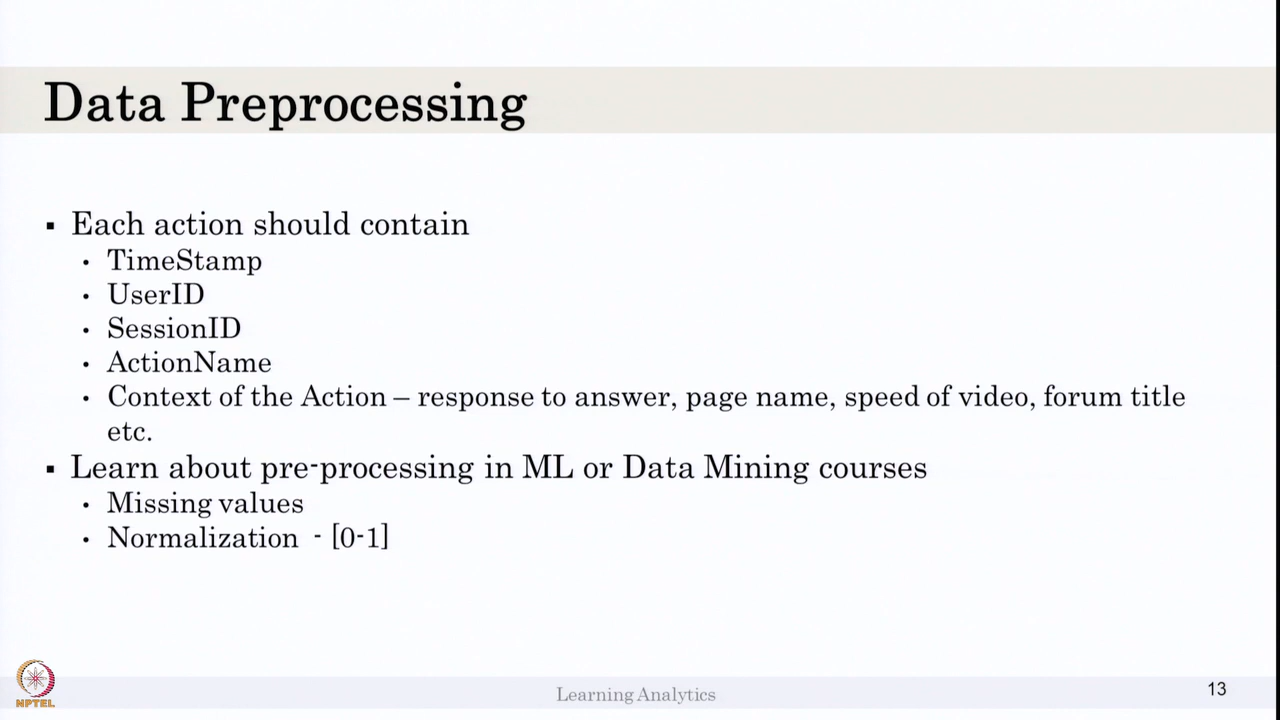 Data Preprocessing
▪ Each action should contain
• TimeStamp
• UserID
• SessionID
• ActionName
• Context of the Action – response to answer, page name, speed of video, forum title
etc.
▪ Learn about pre-processing in ML or Data Mining courses
• Missing values
• Normalization - [0-1]
NPTEL
Learning Analytics
13